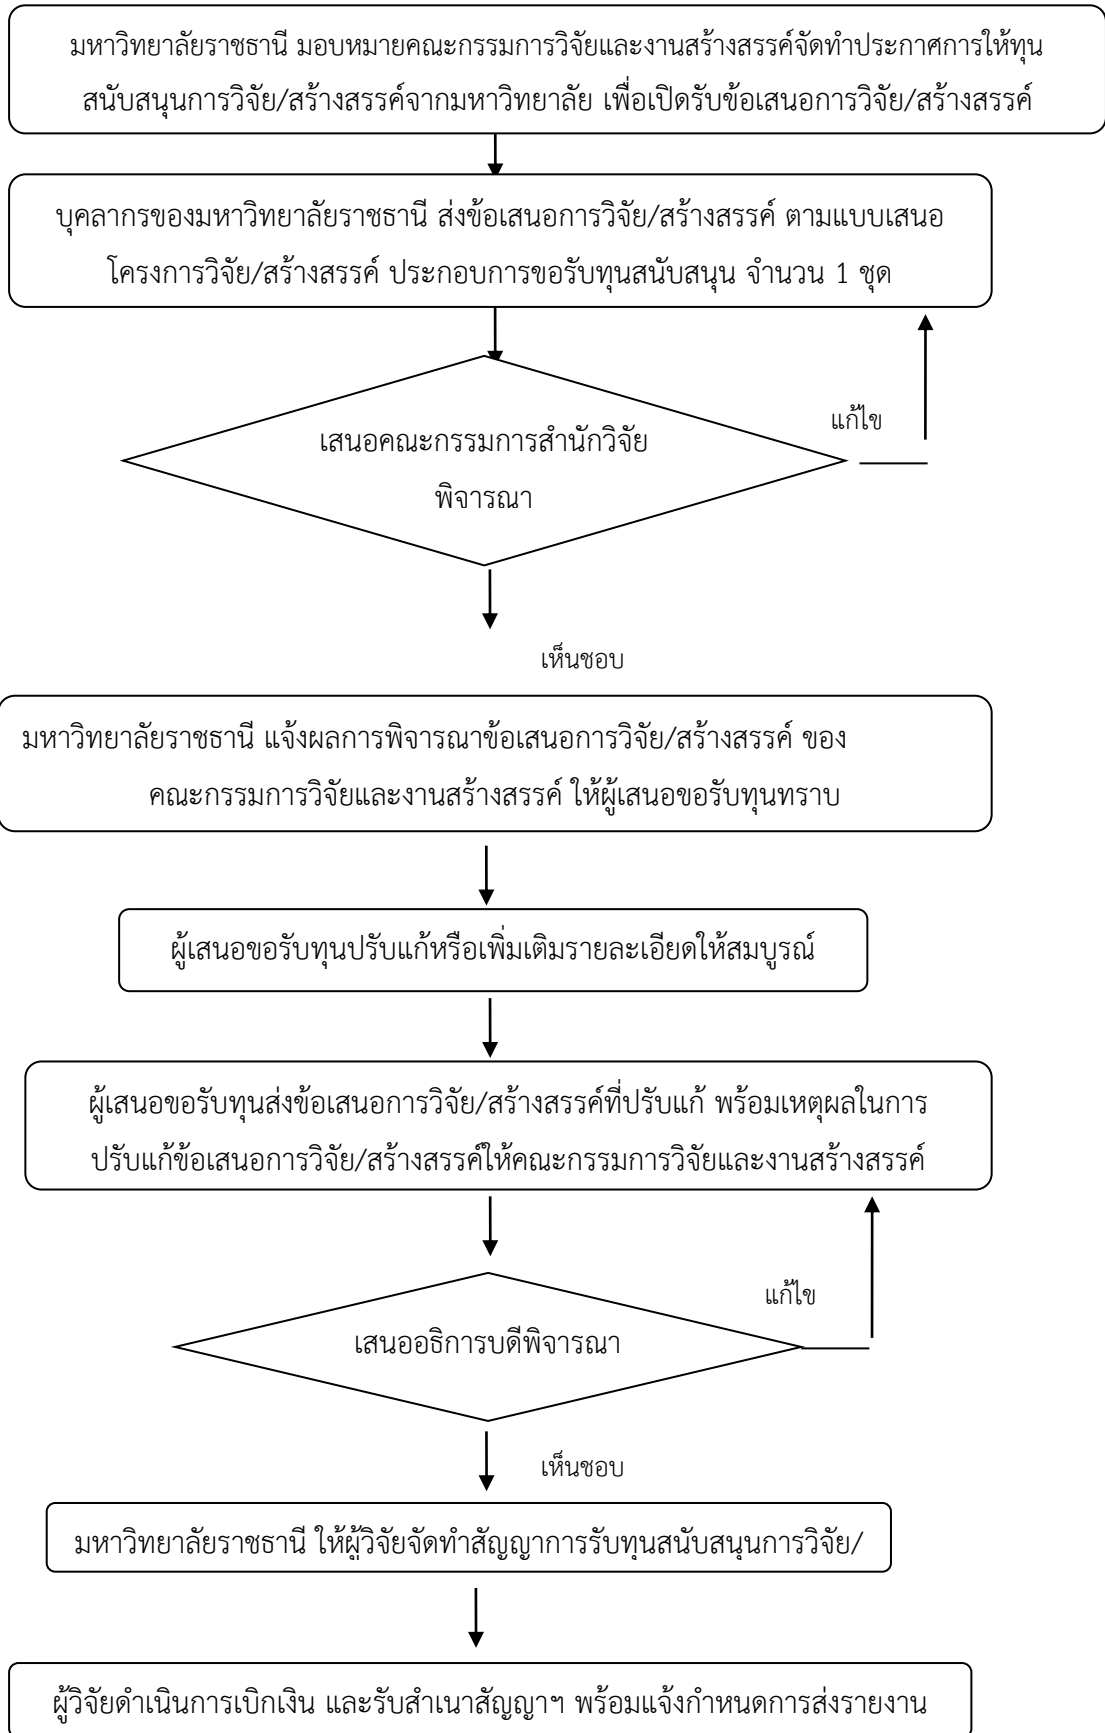 มหาวิทยาลัยราชธานี มอบหมายคณะกรรมการวิจัยและงานสร้างสรรค์จัดทำประกาศการให้ทุน
สนับสนุนการวิจัย/สร้างสรรค์จากมหาวิทยาลัย เพื่อเปิดรับข้อเสนอการวิจัย/สร้างสรรค์
บุคลากรของมหาวิทยาลัยราชธานี ส่งข้อเสนอการวิจัย/สร้างสรรค์ ตามแบบเสนอ
โครงการวิจัย/สร้างสรรค์ ประกอบการขอรับทุนสนับสนุน จำนวน 1 ชุด
แก้ไข
เสนอคณะกรรมการสำนักวิจัย
พิจารณา
เห็นชอบ
มหาวิทยาลัยราชธานี แจ้งผลการพิจารณาข้อเสนอการวิจัย/สร้างสรรค์ ของ
คณะกรรมการวิจัยและงานสร้างสรรค์ ให้ผู้เสนอขอรับทุนทราบ
ผู้เสนอขอรับทุนปรับแก้หรือเพิ่มเติมรายละเอียดให้สมบูรณ์
ผู้เสนอขอรับทุนส่งข้อเสนอการวิจัย/สร้างสรรค์ที่ปรับแก้ พร้อมเหตุผลในการ
ปรับแก้ข้อเสนอการวิจัย/สร้างสรรค์ให้คณะกรรมการวิจัยและงานสร้างสรรค์
แก้ไข
เสนออธิการบดีพิจารณา
เห็นชอบ
มหาวิทยาลัยราชธานี ให้ผู้วิจัยจัดทำสัญญาการรับทุนสนับสนุนการวิจัย/
ผู้วิจัยดำเนินการเบิกเงิน และรับสำเนาสัญญาฯ พร้อมแจ้งกำหนดการส่งรายงาน